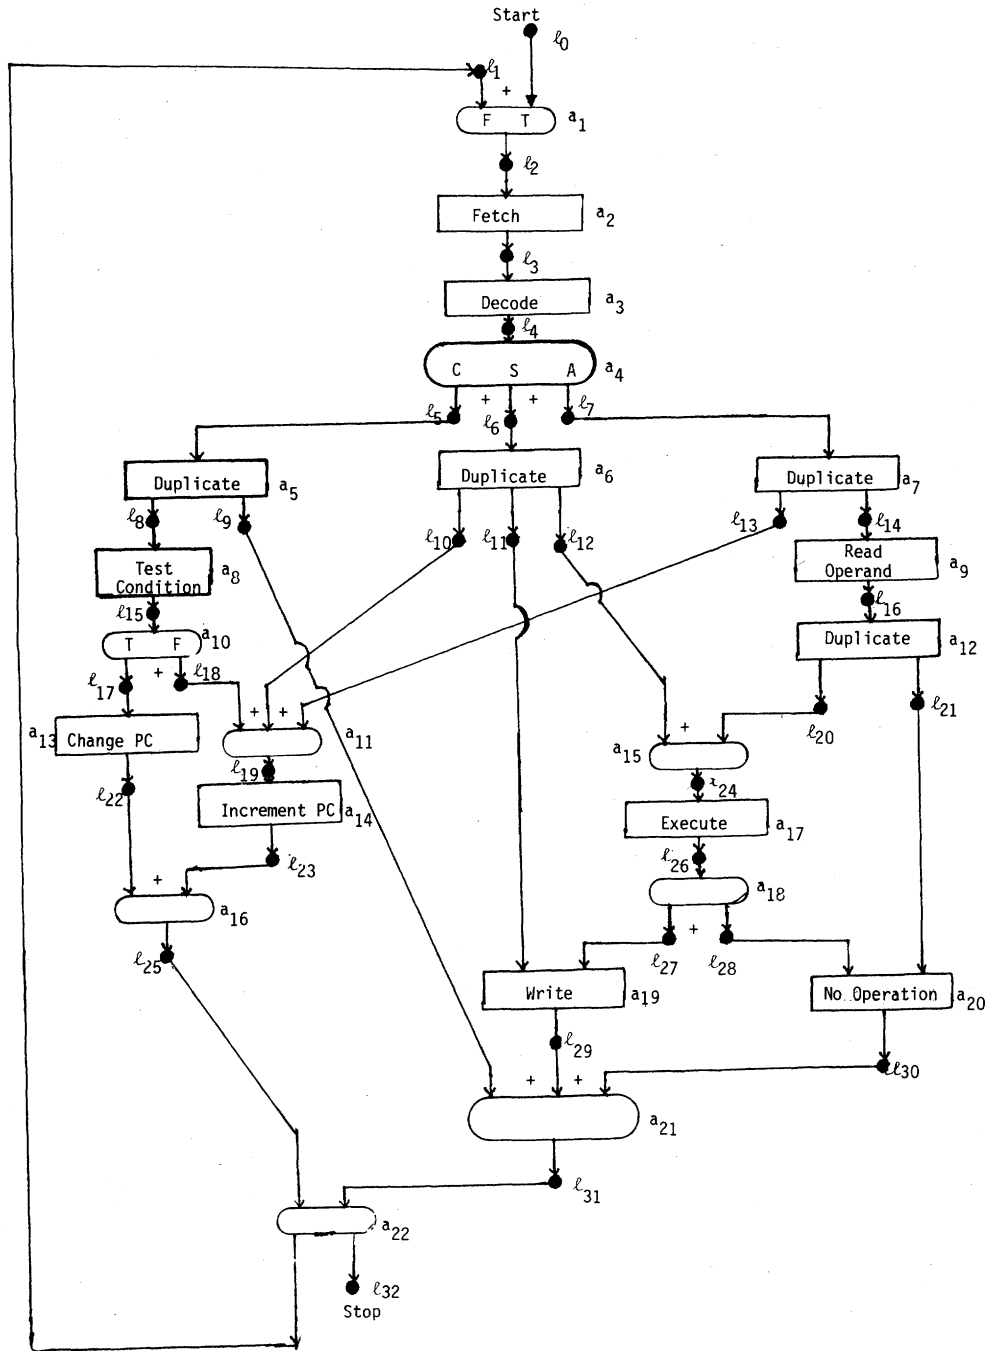 Start
ℓ0
ℓ1
+
F T
a1
ℓ2
Fetch
a2
ℓ3
Decode
a3
ℓ4
C S A
a4
+ +
ℓ5
ℓ6
ℓ7
Duplicate
a5
Duplicate
a6
Duplicate
a7
ℓ8
ℓ9
ℓ10
ℓ11
ℓ12
ℓ13
ℓ14
Test
Condition
a8
Read
Operand
a9
ℓ15
ℓ16
T F
a10
Duplicate
a12
+
ℓ17
ℓ18
+ +
a11
ℓ20
ℓ21
+
a13
Change PC
a15
ℓ19
ℓ22
ℓ24
Increment PC
a14
Execute
a17
ℓ23
ℓ26
+
a16
a18
+
ℓ25
ℓ27
ℓ28
Write
a19
No Operation
a20
ℓ29
ℓ30
+ +
a21
ℓ31
a22
ℓ32
Stop